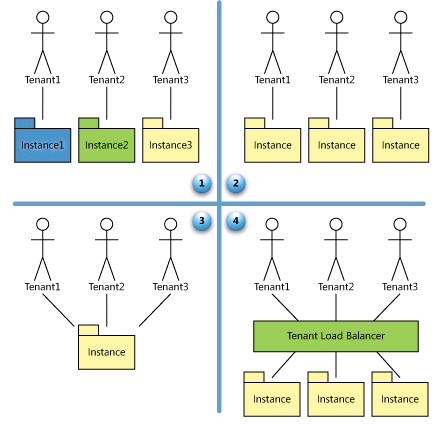 Tenant1 Tenant2 Tenant3
Instance1 Instance2 Instance3
1
Tenant1 Tenant2 Tenant3
Instance Instance Instance
2
3
Tenant1 Tenant2 Tenant3
Instance
4
Tenant1 Tenant2 Tenant3
Tenant Load Balancer
Instance Instance Instance